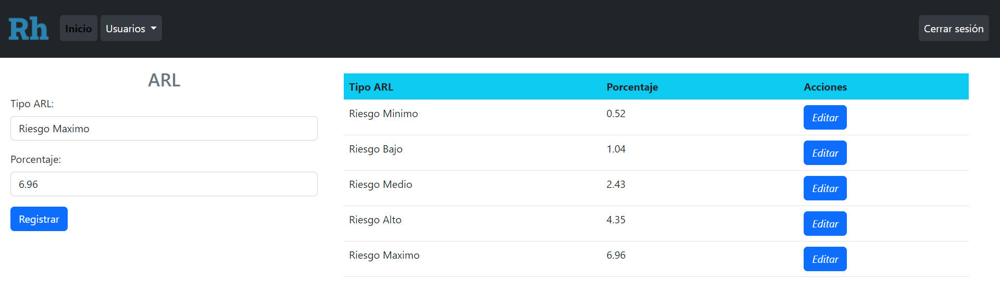 Rh Inicio Usuarios Cerrar sesión
ARL
Tipo ARL:
Riesgo Maximo
Porcentaje:
6.96
Registrar
Tipo ARL Porcentaje Acciones
Riesgo Minimo 0.52 Editar
Riesgo Bajo 1.04 Editar
Riesgo Medio 2.43 Editar
Riesgo Alto 4.35 Editar
Riesgo Maximo 6.96 Editar